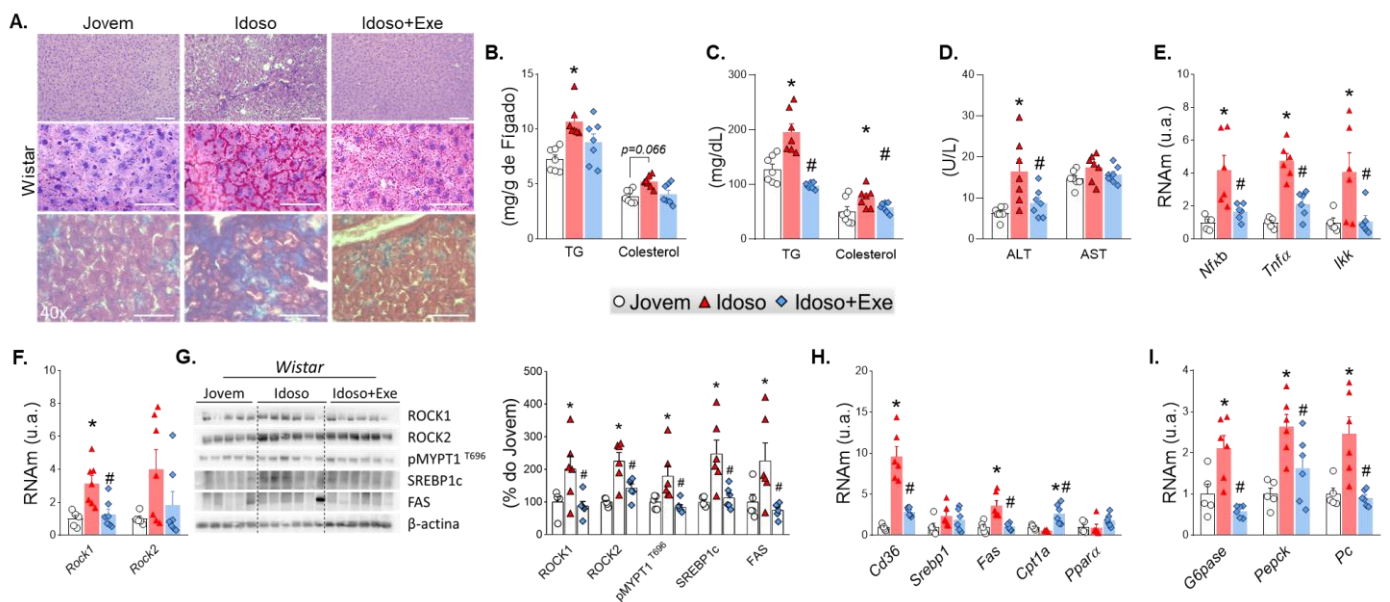 A.
Jovem Idoso Idoso+Exe
Wistar
40x
B.
(mg/g de Fígado)
15
10
5
0
*
p=0.066
TG Colesterol
C.
(mg/dL)
300
200
100
0
* # * #
TG Colesterol
D.
(U/L)
40
30
20
10
0
* #
ALT AST
E.
RNAm (u.a.)
10
8
6
4
2
0
* # * # * #
Nfκb Tnfα Ikk
Jovem Idoso Idoso+Exe
F.
RNAm (u.a.)
10
8
6
4
2
0
* #
Rock1 Rock2
G.
Wistar
Jovem Idoso Idoso+Exe
ROCK1
ROCK2
pMYPT1 T696
SREBP1c
FAS
β-actina
(% do Jovem)
500
400
300
200
100
0
* # * # * # * # * #
ROCK1 ROCK2 pMYPT1 T696 SREBP1c FAS
H.
RNAm (u.a.)
20
15
10
5
0
* # * # *#
Cd36 Srebp1 Fas Cpt1a Pparα
I.
RNAm (u.a.)
4
3
2
1
0
* # * # * #
G6pase Pepck Pc